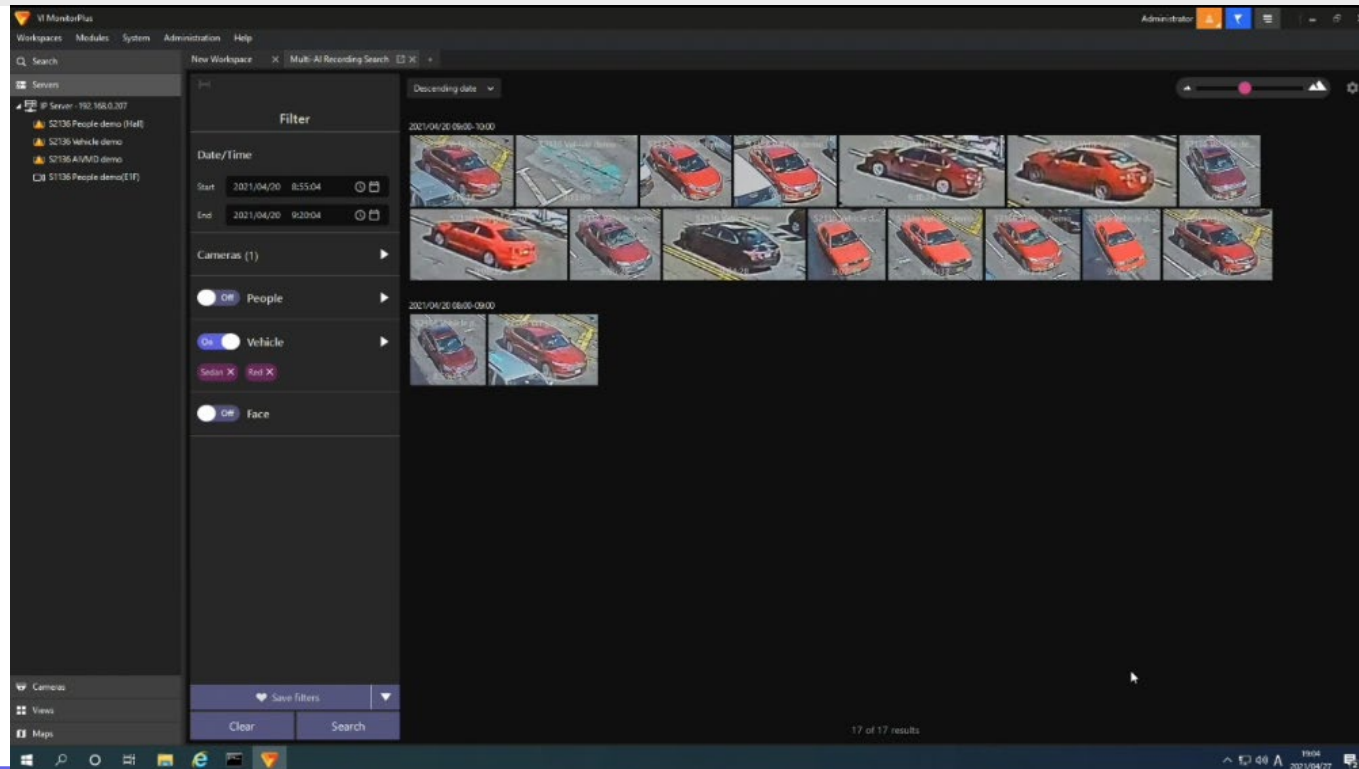 VI MonitorPlus
Administrator
Workspaces Modules System Administration Help
Search
New Workspace Multi-AI Recording Search
Servers
IP Server - 192.168.0.207
S2136 People demo (Hall)
S2136 Vehicle demo
S2136 AIVMD demo
S1136 People demo(E1F)
Filter
Date/Time
Start 2021/04/20 8:55:04
End 2021/04/20 9:20:04
Cameras (1)
Off People
On Vehicle
Sedan Red
Off Face
Save filters
Clear Search
Descending date
2021/04/20 09:00-10:00
2021/04/20 08:00-09:00
17 of 17 results
Cameras
Views
Maps
A 19:04
2021/04/27